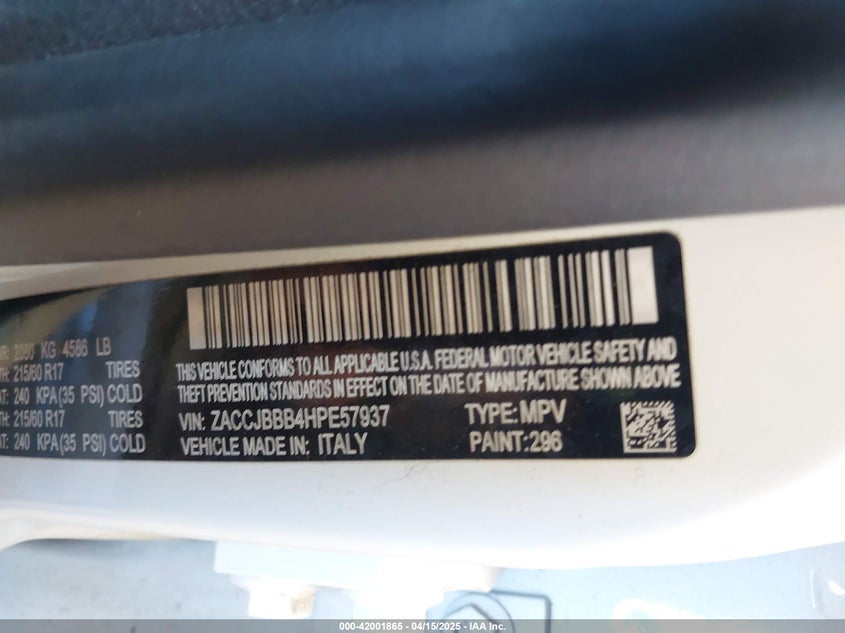 2080 KG 4586 LB
215/60 R17 TIRES
240 KPA(35 PSI) COLD
215/60 R17 TIRES
240 KPA(35 PSI) COLD
THIS VEHICLE CONFORMS TO ALL APPLICABLE U.S.A. FEDERAL MOTOR VEHICLE SAFETY AND
THEFT PREVENTION STANDARDS IN EFFECT ON THE DATE OF MANUFACTURE SHOWN ABOVE
VIN: ZACCJBBB4HPE57937 TYPE: MPV
VEHICLE MADE IN: ITALY PAINT:296
000-42001865 - 04/15/2025 - IAA Inc.